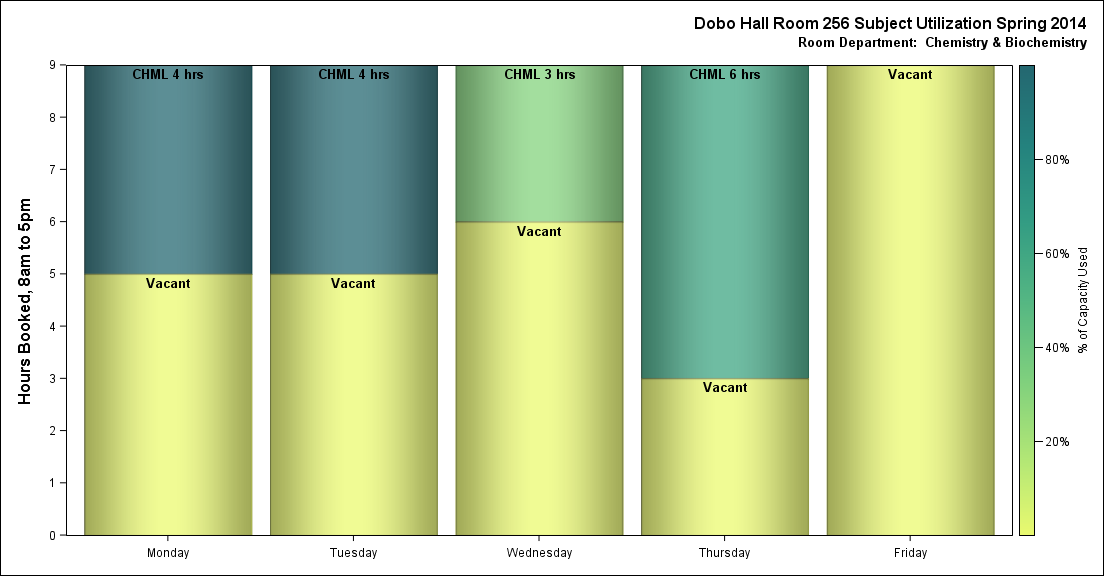 Dobo Hall Room 256 Subject Utilization Spring 2014
Room Department:  Chemistry & Biochemistry
Hours Booked, 8am to 5pm
9
8
7
6
5
4
3
2
1
0
CHML 4 hrs
Vacant
CHML 4 hrs
Vacant
CHML 3 hrs
Vacant
CHML 6 hrs
Vacant
Vacant
Monday
Tuesday
Wednesday
Thursday
Friday
80%
60%
40%
20%
% of Capacity Used